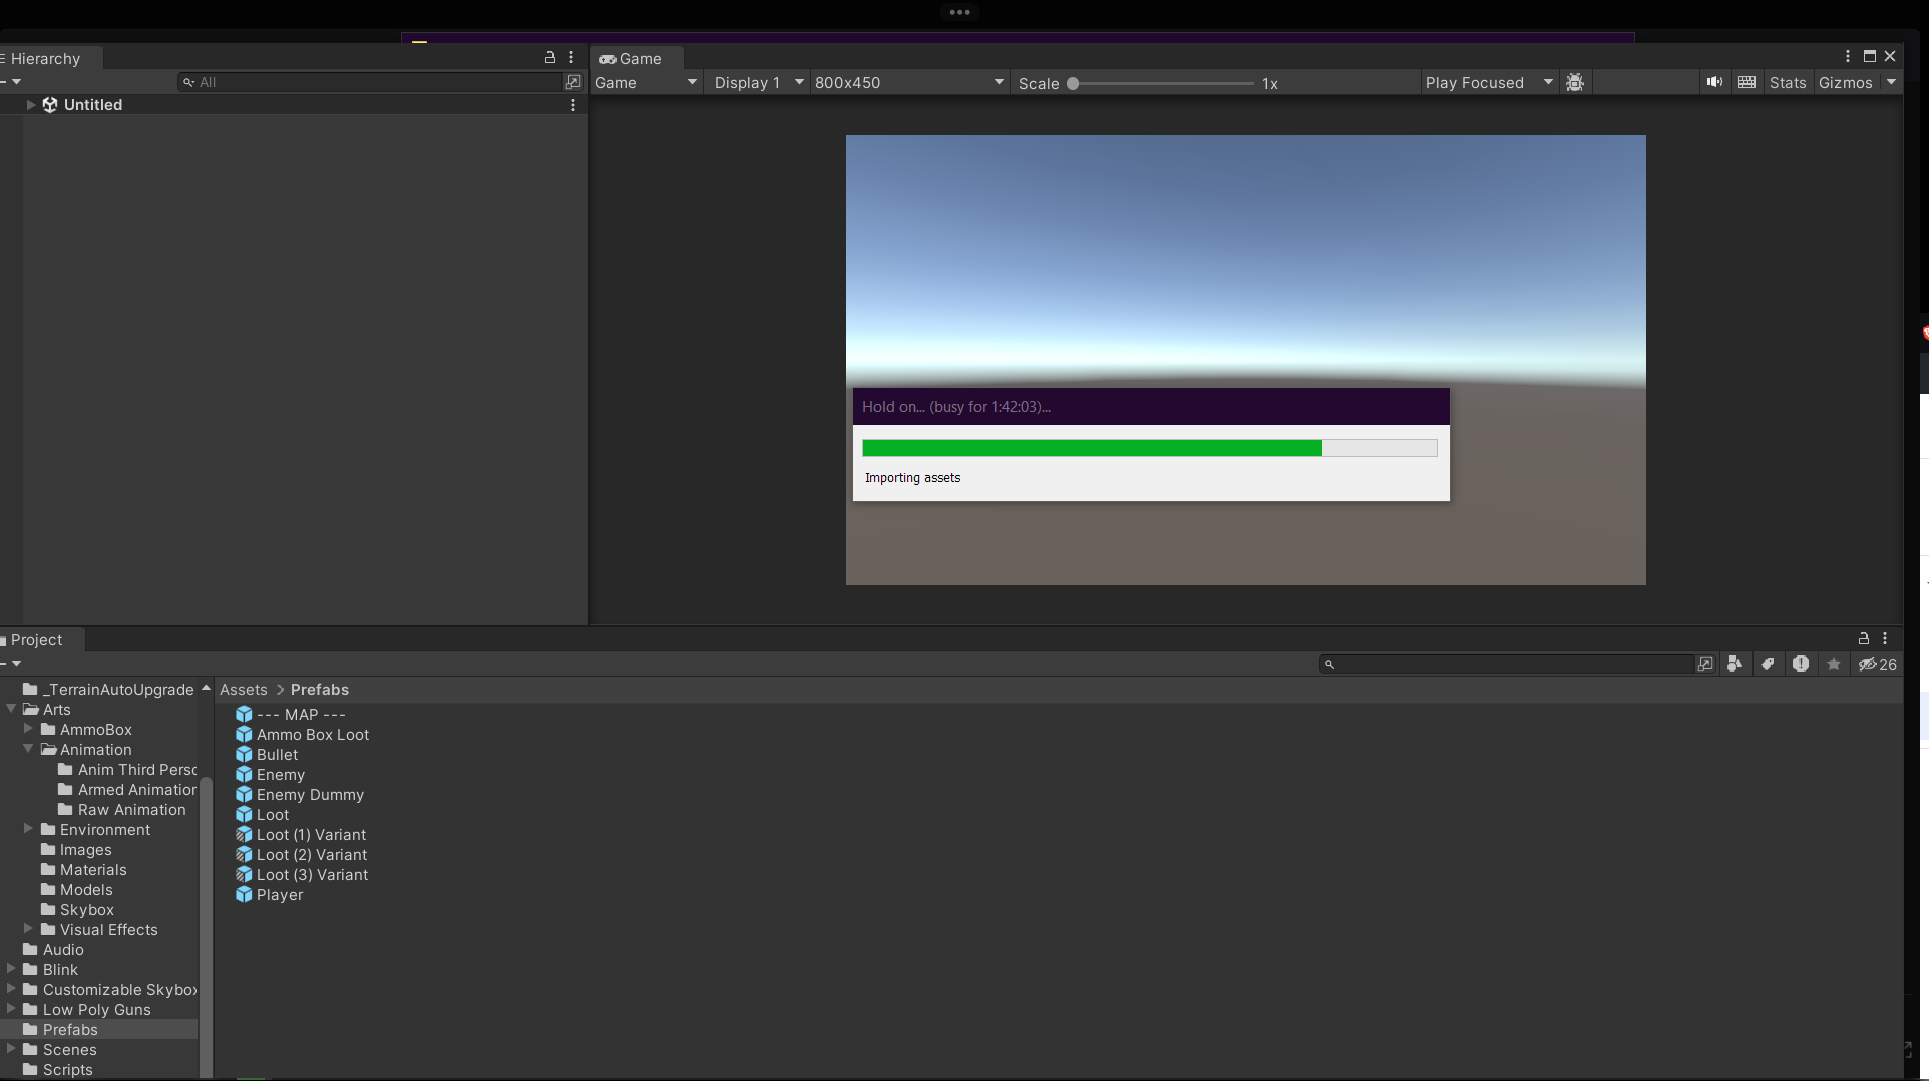 Hierarchy
Game
All
Game
Display 1
800x450
Scale
1x
Play Focused
Stats
Gizmos
Untitled
Hold on... (busy for 1:42:03)...
Importing assets
Project
26
_TerrainAutoUpgrade
Arts
AmmoBox
Animation
Anim Third Perso
Armed Animation
Raw Animation
Environment
Images
Materials
Models
Skybox
Visual Effects
Audio
Blink
Customizable Skybox
Low Poly Guns
Prefabs
Scenes
Scripts
Assets > Prefabs
--- MAP ---
Ammo Box Loot
Bullet
Enemy
Enemy Dummy
Loot
Loot (1) Variant
Loot (2) Variant
Loot (3) Variant
Player